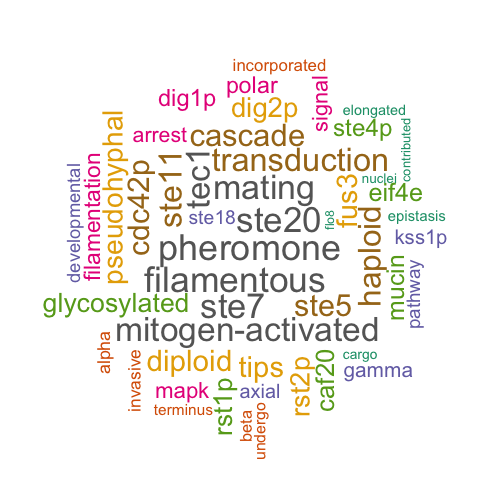 incorporated
polar
signal
dig1p
dig2p
elongated
ste4p
contributed
arrest
cascade
transduction
nuclei
developmental
filamentation
pseudohyphal
cdc42p
ste11
tec1
mating
fus3
eif4e
ste18
ste20
flo8
haploid
epistasis
pheromone
kss1p
mucin
pathway
filamentous
glycosylated
ste7
ste5
mitogen-activated
alpha
invasive
diploid
tips
rst2p
caf20
cargo
gamma
mapk
rst1p
axial
terminus
beta
undergo